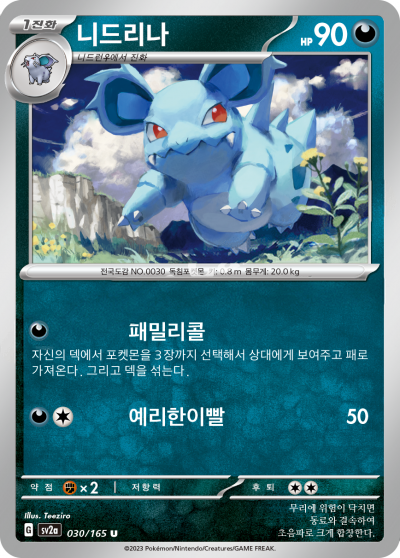 1진화
니드리나
HP 90
니드런♀에서 진화
전국도감 NO.0030 독침포켓몬 키: 0.8 m 몸무게: 20.0 kg
패밀리콜
자신의 덱에서 포켓몬을 3장까지 선택해서 상대에게 보여주고 패로
가져온다. 그리고 덱을 섞는다.
예리한이빨 50
약점 ×2 저항력 후퇴
Illus. Teeziro
G sv2a 030/165 U
무리에 위험이 닥치면
동료와 결속하여
초음파로 크게 합창한다.
©2023 Pokémon/Nintendo/Creatures/GAME FREAK.